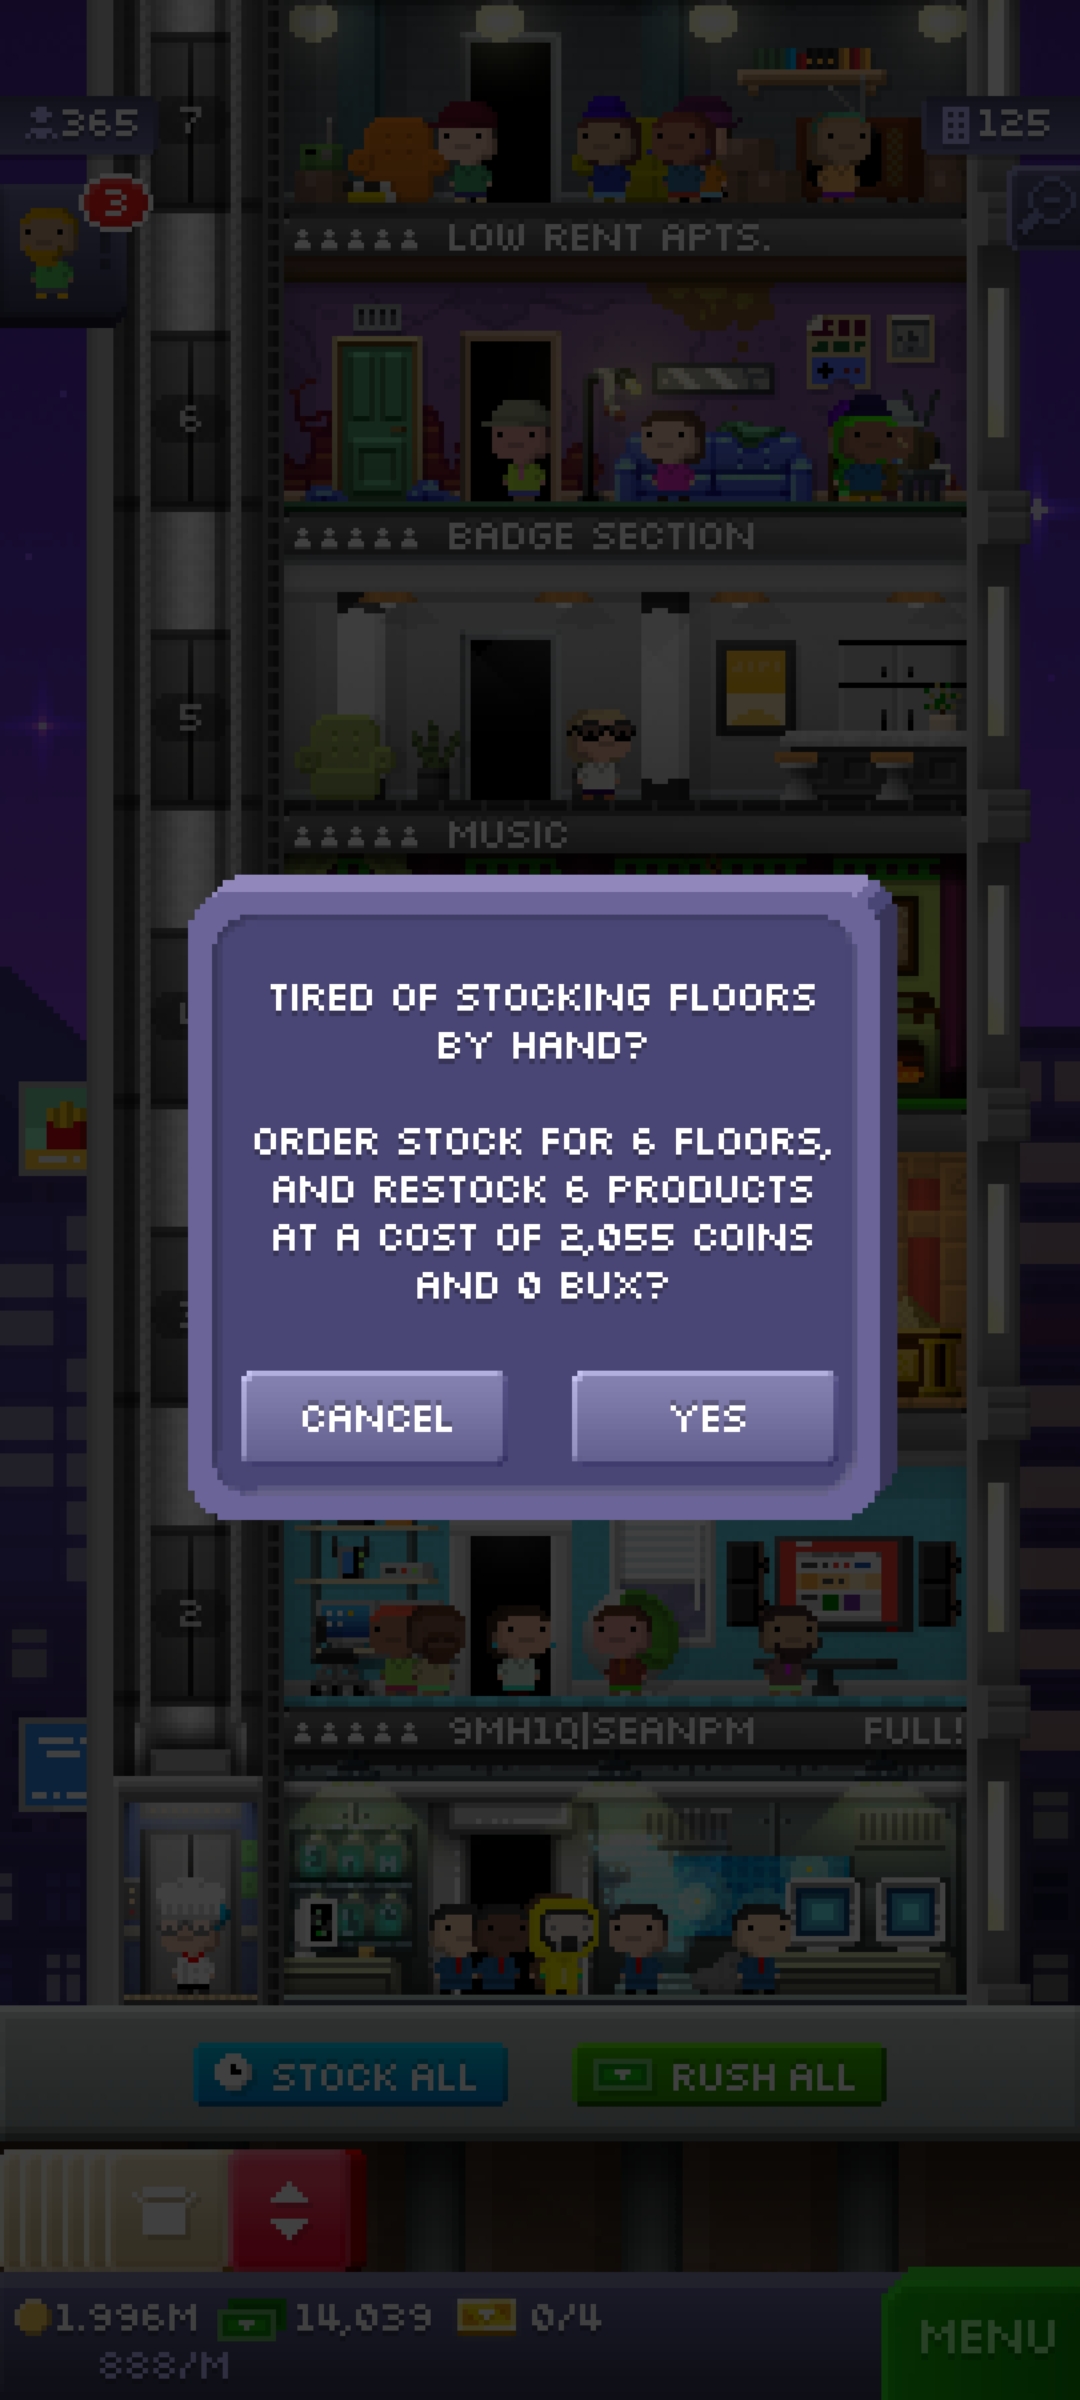 365
7
125
3
LOW RENT APTS.
6
BADGE SECTION
5
MUSIC
TIRED OF STOCKING FLOORS
BY HAND?
ORDER STOCK FOR 6 FLOORS,
AND RESTOCK 6 PRODUCTS
AT A COST OF 2,055 COINS
AND 0 BUX?
CANCEL
YES
2
9MH1Q|SEANPM
FULL!
STOCK ALL
RUSH ALL
1.996M
14,039
0/4
888/M
MENU